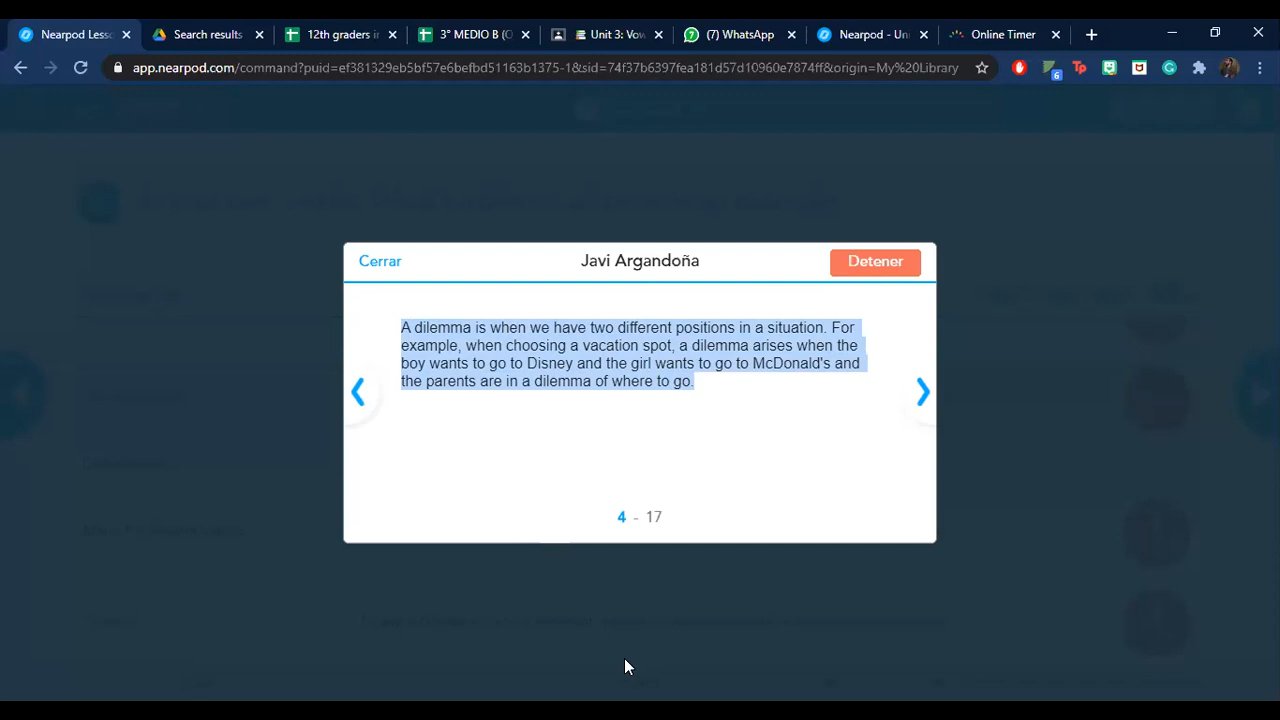 Nearpod Less
Search results
12th graders i
3° MEDIO B (C
Unit 3: Vow
(7) WhatsApp
Nearpod - Un
Online Timer
app.nearpod.com/command?puid=ef381329eb5bf57e6befbd51163b1375-1&sid=74f37b6397fea181d57d10960e7874ff&origin=My%20Library
6
Cerrar
Javi Argandoña
Detener
A dilemma is when we have two different positions in a situation. For
example, when choosing a vacation spot, a dilemma arises when the
boy wants to go to Disney and the girl wants to go to McDonald's and
the parents are in a dilemma of where to go.
4 - 17